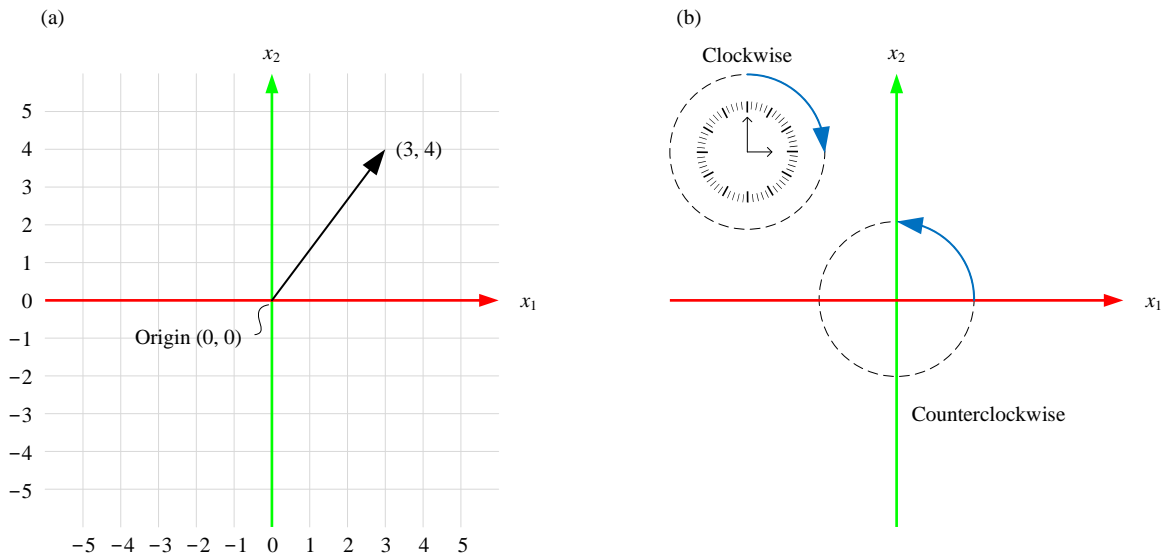 (a)
x₂
5
4
3
2
1
0
−1
−2
−3
−4
−5
(3, 4)
x₁
Origin (0, 0)
−5 −4 −3 −2 −1 0 1 2 3 4 5
(b)
Clockwise
x₂
x₁
Counterclockwise